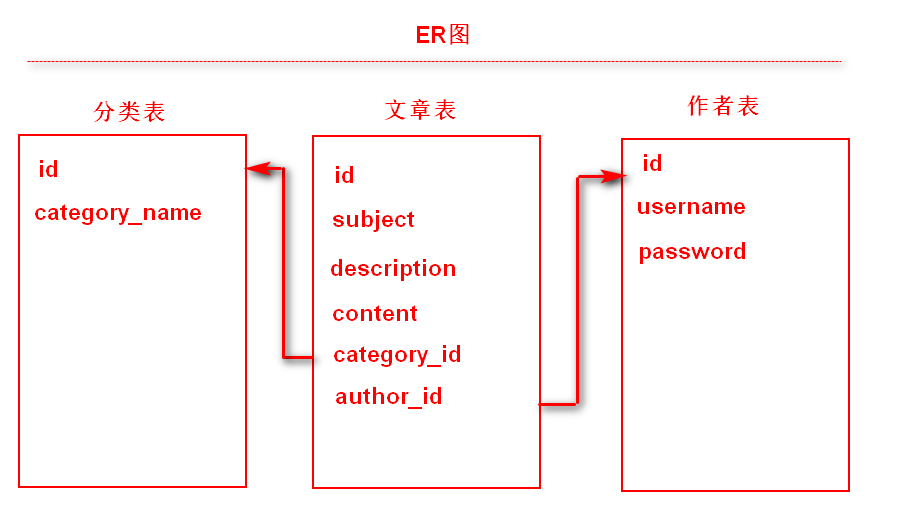 ER图
分类表
id
category_name
文章表
id
subject
description
content
category_id
author_id
作者表
id
username
password